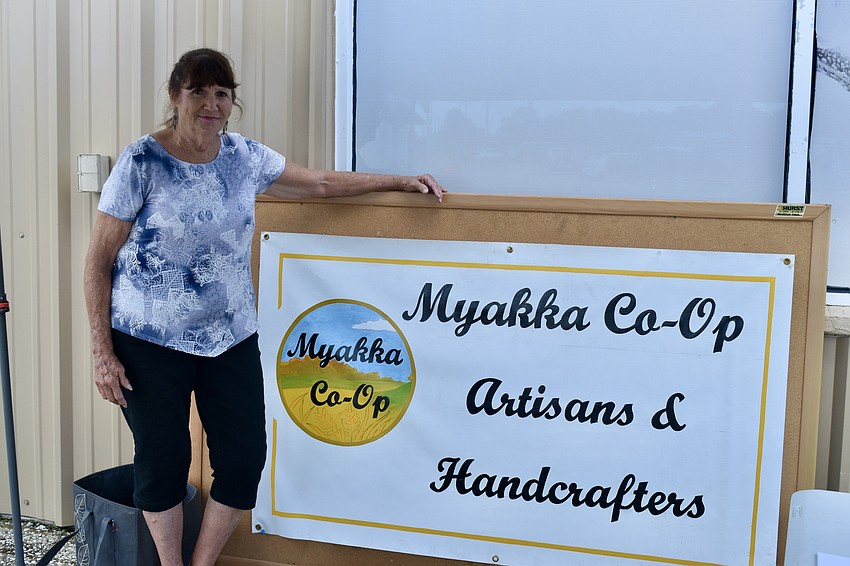 HURST
Myakka Co-Op
Myakka
Co-Op
Artisans &
Handcrafters